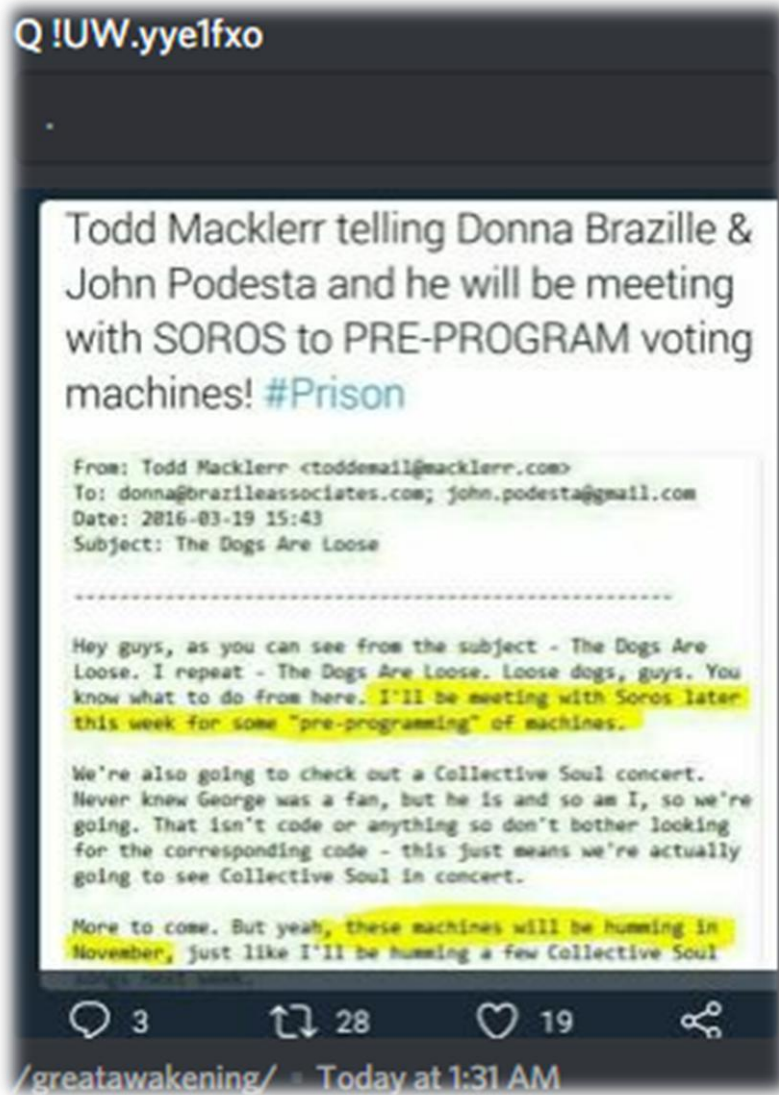 Q !UW.yye1fxo
.
Todd Macklerr telling Donna Brazille &
John Podesta and he will be meeting
with SOROS to PRE-PROGRAM voting
machines! #Prison
From: Todd Macklerr <toddemail@macklerr.com>
To: donna@brazileassociates.com; john.podesta@gmail.com
Date: 2016-03-19 15:43
Subject: The Dogs Are Loose
------------------------------------------------------------
Hey guys, as you can see from the subject - The Dogs Are
Loose. I repeat - The Dogs Are Loose. Loose dogs, guys. You
know what to do from here. I'll be meeting with Soros later
this week for some "pre-programming" of machines.
We're also going to check out a Collective Soul concert.
Never knew George was a fan, but he is and so am I, so we're
going. That isn't code or anything so don't bother looking
for the corresponding code - this just means we're actually
going to see Collective Soul in concert.
More to come. But yeah, these machines will be humming in
November, just like I'll be humming a few Collective Soul
songs next week.
3 28 19
/greatawakening/ Today at 1:31 AM